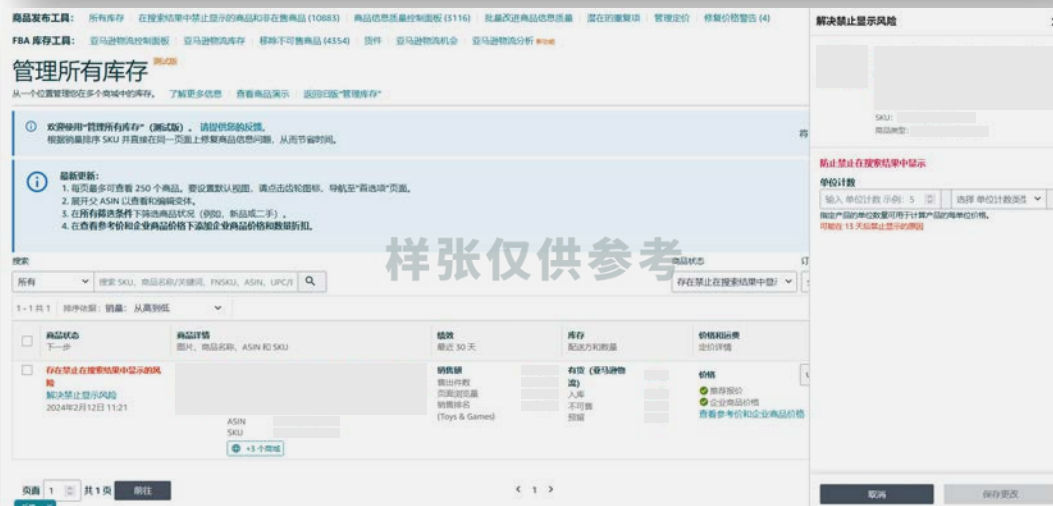 商品发布工具： 所有库存 在搜索结果中禁止显示的商品和非在售商品 (10883) 商品信息质量控制面板 (3116) 批量改进商品信息质量 潜在的重复项 管理定价 修复价格警告 (4)
FBA 库存工具： 亚马逊物流控制面板 亚马逊物流库存 移除不可售商品 (4354) 货件 亚马逊物流机会 亚马逊物流分析 新功能
管理所有库存 测试版
从一个位置管理您在多个商城中的库存。 了解更多信息 查看商品演示 返回旧版“管理库存”
欢迎使用“管理所有库存”（测试版）。 请提供您的反馈。
根据销量排序 SKU 并直接在同一页面上修复商品信息问题，从而节省时间。
最新更新：
1. 每页最多可查看 250 个商品。要设置默认视图，请点击齿轮图标，导航至“首选项”页面。
2. 展开父 ASIN 以查看和编辑变体。
3. 在所有筛选条件下筛选商品状况（例如，新品或二手）。
4. 在查看参考价和企业商品价格下添加企业商品价格和数量折扣。
样张仅供参考
搜索 商品状态 订
所有 搜索 SKU、商品名称/关键词、FNSKU、ASIN、UPC/I 存在禁止在搜索结果中显
1 - 1 共 1 排序依据：销量：从高到低
商品状态 商品详情 绩效 库存 价格和运费
下一步 图片、商品名称、ASIN 和 SKU 最近 30 天 配送方和数量 定价详情
存在禁止在搜索结果中显示的风险
解决禁止显示风险
2024年2月12日 11:21
ASIN
SKU
+3 个商城
销售额
售出件数
页面浏览量
销售排名
(Toys & Games)
有货（亚马逊物流）
入库
不可售
预留
价格
推荐报价
企业商品价格
查看参考价和企业商品价格
页面 1 共 1 页 前往
1
解决禁止显示风险
SKU:
商品类型:
防止禁止在搜索结果中显示
单位计数
输入 单位计数 示例: 5 选择 单位计数类型
指定产品的单位数量可用于计算产品的每单位价格。
可能在 15 天后禁止显示的原因
取消 保存更改